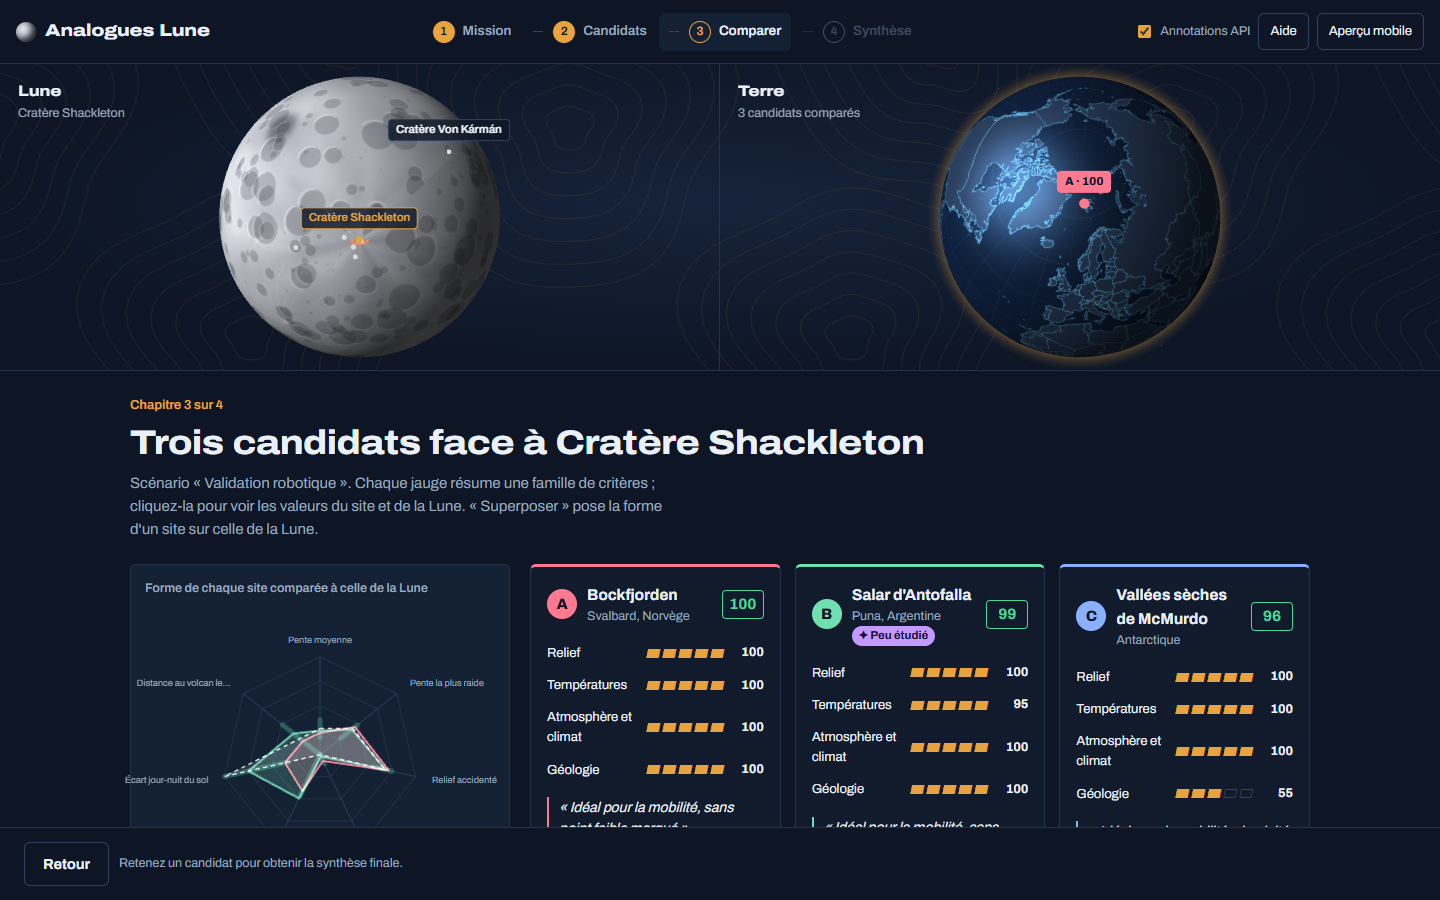 Analogues Lune
1 Mission
2 Candidats
3 Comparer
4 Synthèse
Annotations API
Aide
Aperçu mobile
Lune
Cratère Shackleton
Cratère Von Kármán
Cratère Shackleton
Terre
3 candidats comparés
A · 100
Chapitre 3 sur 4
Trois candidats face à Cratère Shackleton
Scénario « Validation robotique ». Chaque jauge résume une famille de critères ;
cliquez-la pour voir les valeurs du site et de la Lune. « Superposer » pose la forme
d'un site sur celle de la Lune.
Forme de chaque site comparée à celle de la Lune
Pente moyenne
Distance au volcan le...
Pente la plus raide
Écart jour-nuit du sol
Relief accidenté
A
Bockfjorden
Svalbard, Norvège
100
Relief 100
Températures 100
Atmosphère et
climat 100
Géologie 100
« Idéal pour la mobilité, sans
point faible marqué »
B
Salar d'Antofalla
Puna, Argentine
✦ Peu étudié
99
Relief 100
Températures 95
Atmosphère et
climat 100
Géologie 100
« Idéal pour la mobilité, sans
C
Vallées sèches
de McMurdo
Antarctique
96
Relief 100
Températures 100
Atmosphère et
climat 100
Géologie 55
Retour
Retenez un candidat pour obtenir la synthèse finale.